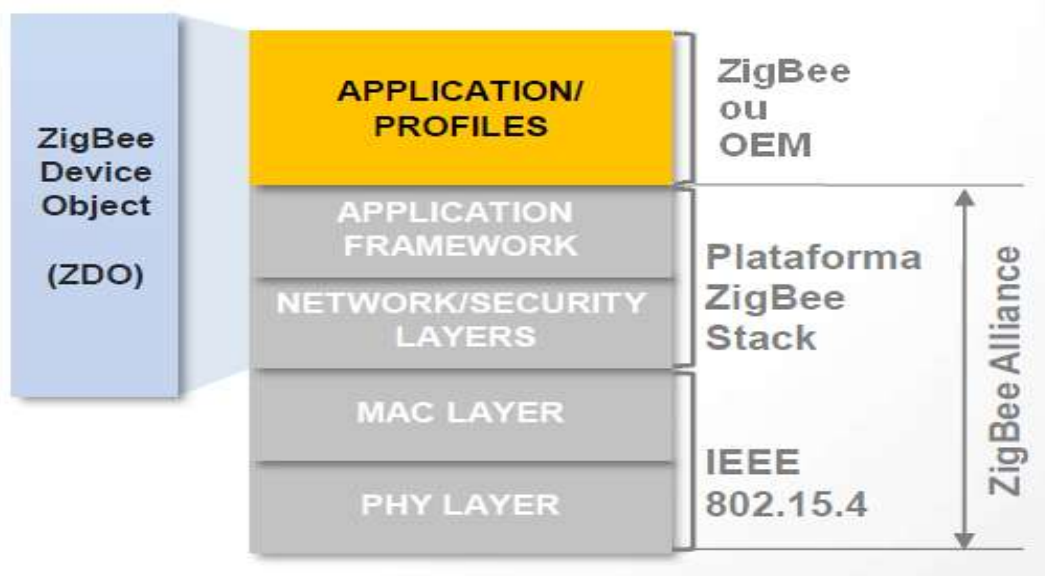 ZigBee
Device
Object
(ZDO)
APPLICATION/
PROFILES
APPLICATION
FRAMEWORK
NETWORK/SECURITY
LAYERS
MAC LAYER
PHY LAYER
ZigBee
ou
OEM
Plataforma
ZigBee
Stack
IEEE
802.15.4
ZigBee Alliance